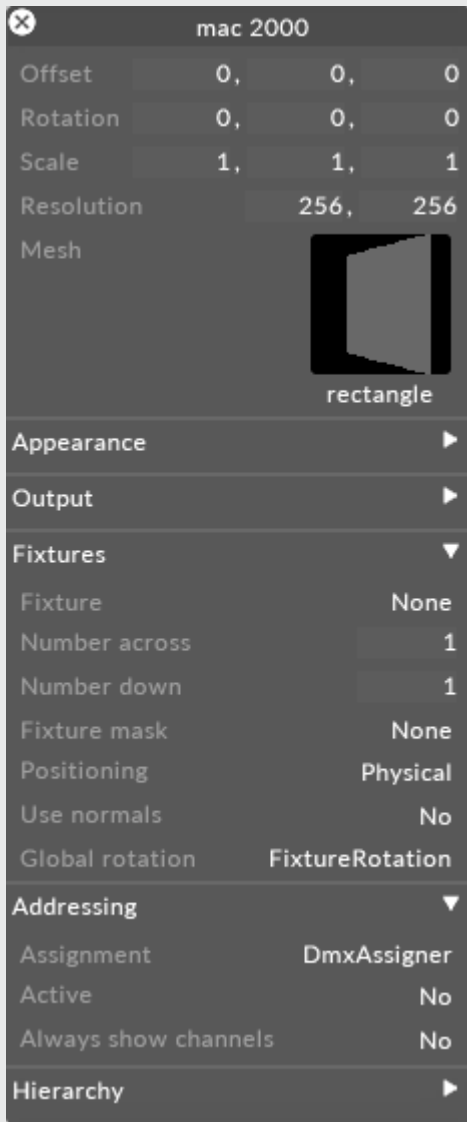 mac 2000
Offset 0, 0, 0
Rotation 0, 0, 0
Scale 1, 1, 1
Resolution 256, 256
Mesh
rectangle
Appearance
Output
Fixtures
Fixture None
Number across 1
Number down 1
Fixture mask None
Positioning Physical
Use normals No
Global rotation FixtureRotation
Addressing
Assignment DmxAssigner
Active No
Always show channels No
Hierarchy